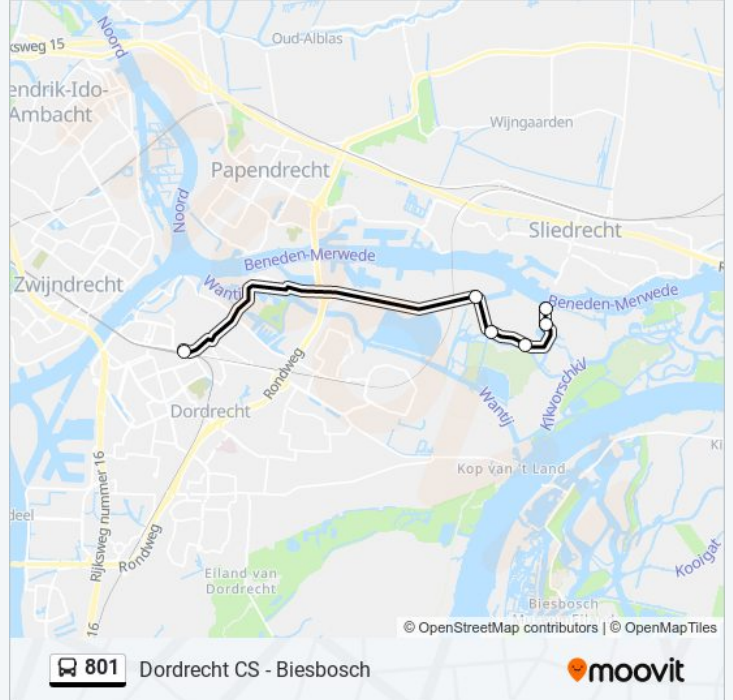 Noord
Oud-Alblas
ksweg 15
endrik-Ido-
Ambacht
Wijngaarden
Papendrecht
Noord
Sliedrecht
Beneden-Merwede
Zwijndrecht
Wantij
Beneden-Merwede
Rondweg
Kikvorschkil
Wantij
Dordrecht
Kop van 't Land
Ki
Rijksweg nummer 16
deel
Rondweg
Kooigat
Eiland van
Dordrecht
Biesbosch
16
© OpenStreetMap contributors | © OpenMapTiles
801 Dordrecht CS - Biesbosch
moovit